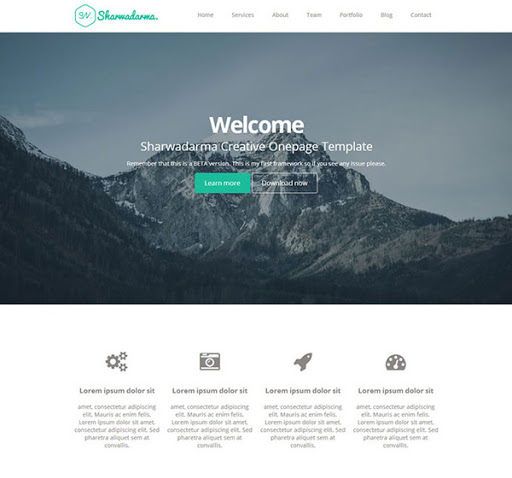 SW. Sharwadarma.
Home Services About Team Portfolio Blog Contact
Welcome
Sharwadarma Creative Onepage Template
Remember that this is a BETA version. This is my first framework so if you see any issue please.
Learn more Download now
Lorem ipsum dolor sit
amet, consectetur adipiscing
elit. Mauris ac enim felis.
Lorem ipsum dolor sit amet,
consectetur adipiscing elit. Sed
pharetra aliquet sem at
convallis.
Lorem ipsum dolor sit
amet, consectetur adipiscing
elit. Mauris ac enim felis.
Lorem ipsum dolor sit amet,
consectetur adipiscing elit. Sed
pharetra aliquet sem at
convallis.
Lorem ipsum dolor sit
amet, consectetur adipiscing
elit. Mauris ac enim felis.
Lorem ipsum dolor sit amet,
consectetur adipiscing elit. Sed
pharetra aliquet sem at
convallis.
Lorem ipsum dolor sit
amet, consectetur adipiscing
elit. Mauris ac enim felis.
Lorem ipsum dolor sit amet,
consectetur adipiscing elit. Sed
pharetra aliquet sem at
convallis.